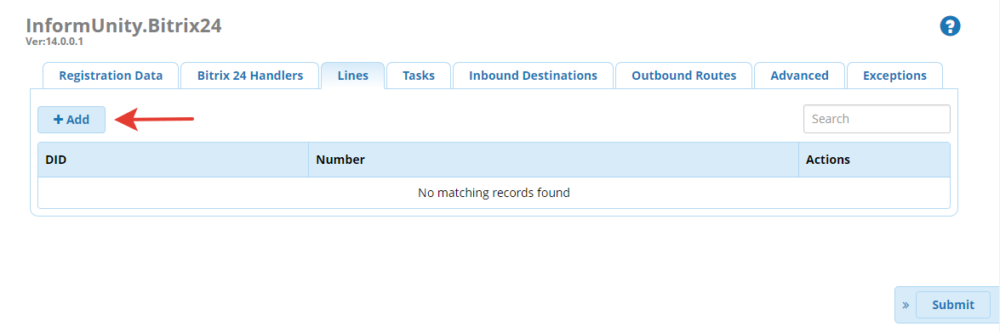 InformUnity.Bitrix24
Ver:14.0.0.1
?
Registration Data Bitrix 24 Handlers Lines Tasks Inbound Destinations Outbound Routes Advanced Exceptions
+ Add Search
DID Number Actions
No matching records found
» Submit